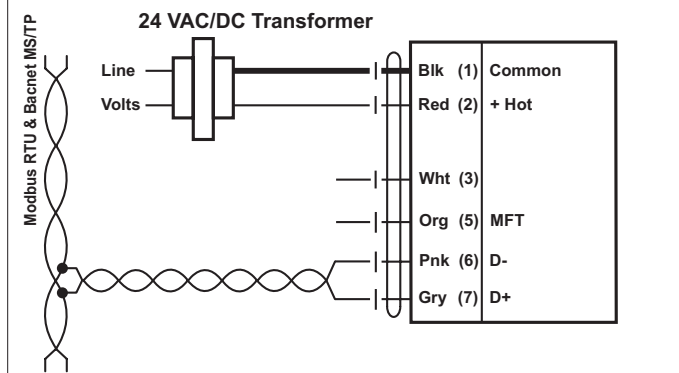 24 VAC/DC Transformer
Modbus RTU & Bacnet MS/TP
Line
Volts
Blk (1) Common
Red (2) + Hot
Wht (3)
Org (5) MFT
Pnk (6) D-
Gry (7) D+